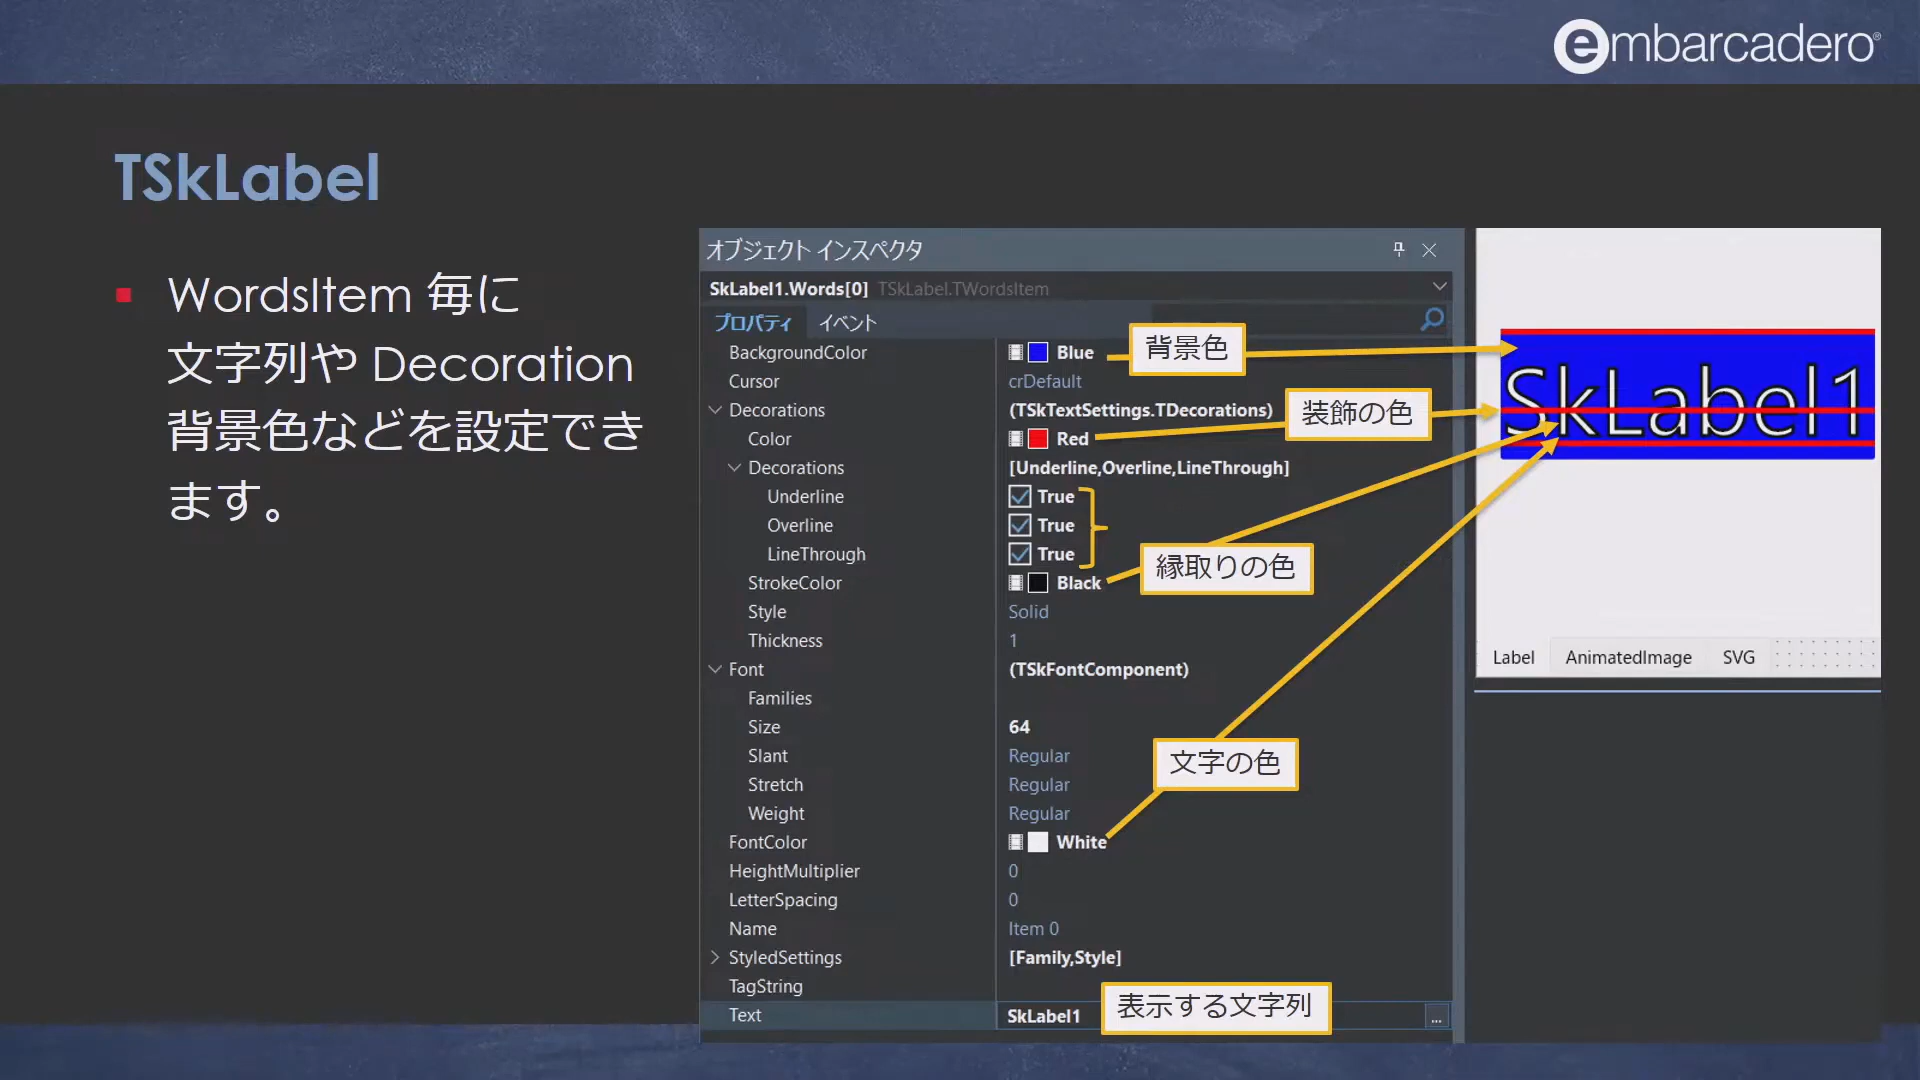 embarcadero®
TSkLabel
WordsItem 毎に
文字列や Decoration
背景色などを設定でき
ます。
オブジェクト インスペクタ
SkLabel1.Words[0] TSkLabel.TWordsItem
プロパティ イベント
BackgroundColor Blue 背景色
Cursor crDefault
Decorations (TSkTextSettings.TDecorations) 装飾の色
Color Red
Decorations [Underline,Overline,LineThrough]
Underline True
Overline True
LineThrough True
StrokeColor Black 縁取りの色
Style Solid
Thickness 1
Font (TSkFontComponent)
Families
Size 64
Slant Regular
Stretch Regular
Weight Regular
文字の色
FontColor White
HeightMultiplier 0
LetterSpacing 0
Name Item 0
StyledSettings [Family,Style]
TagString
Text SkLabel1 表示する文字列 ...
SkLabel1
Label AnimatedImage SVG